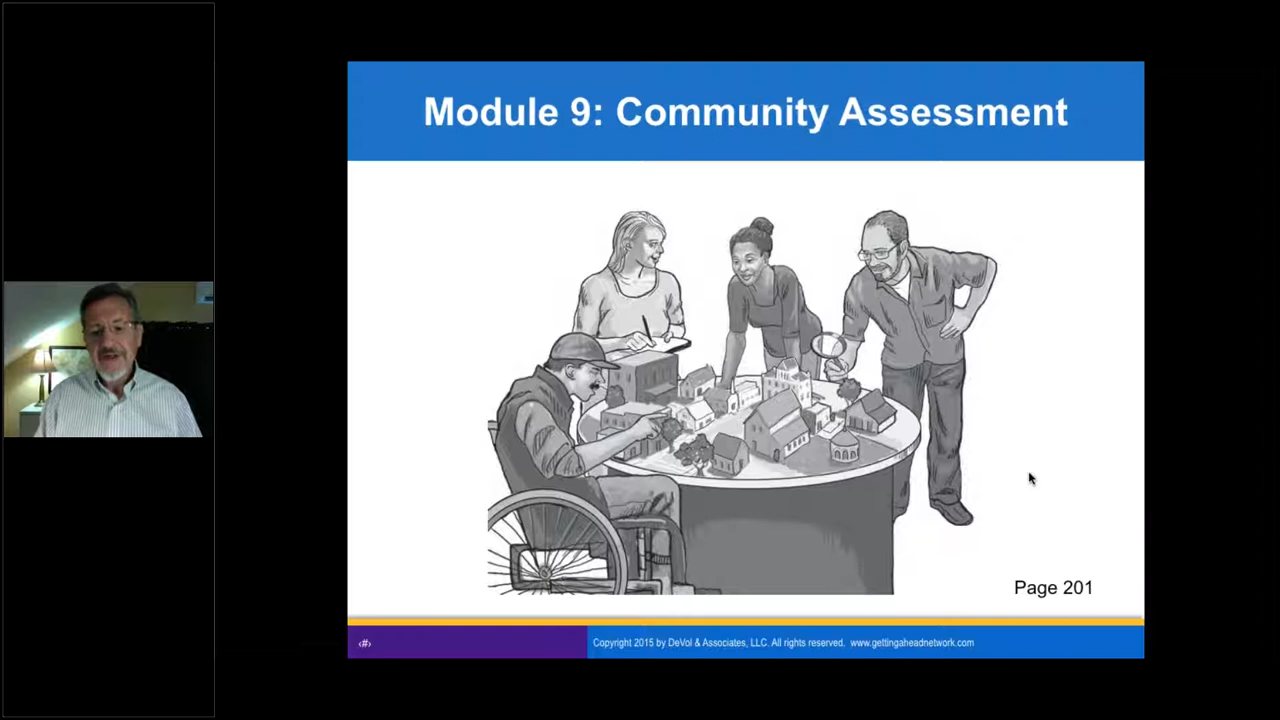 Module 9: Community Assessment
Page 201
‹#›
Copyright 2015 by DeVol & Associates, LLC. All rights reserved. www.gettingaheadnetwork.com